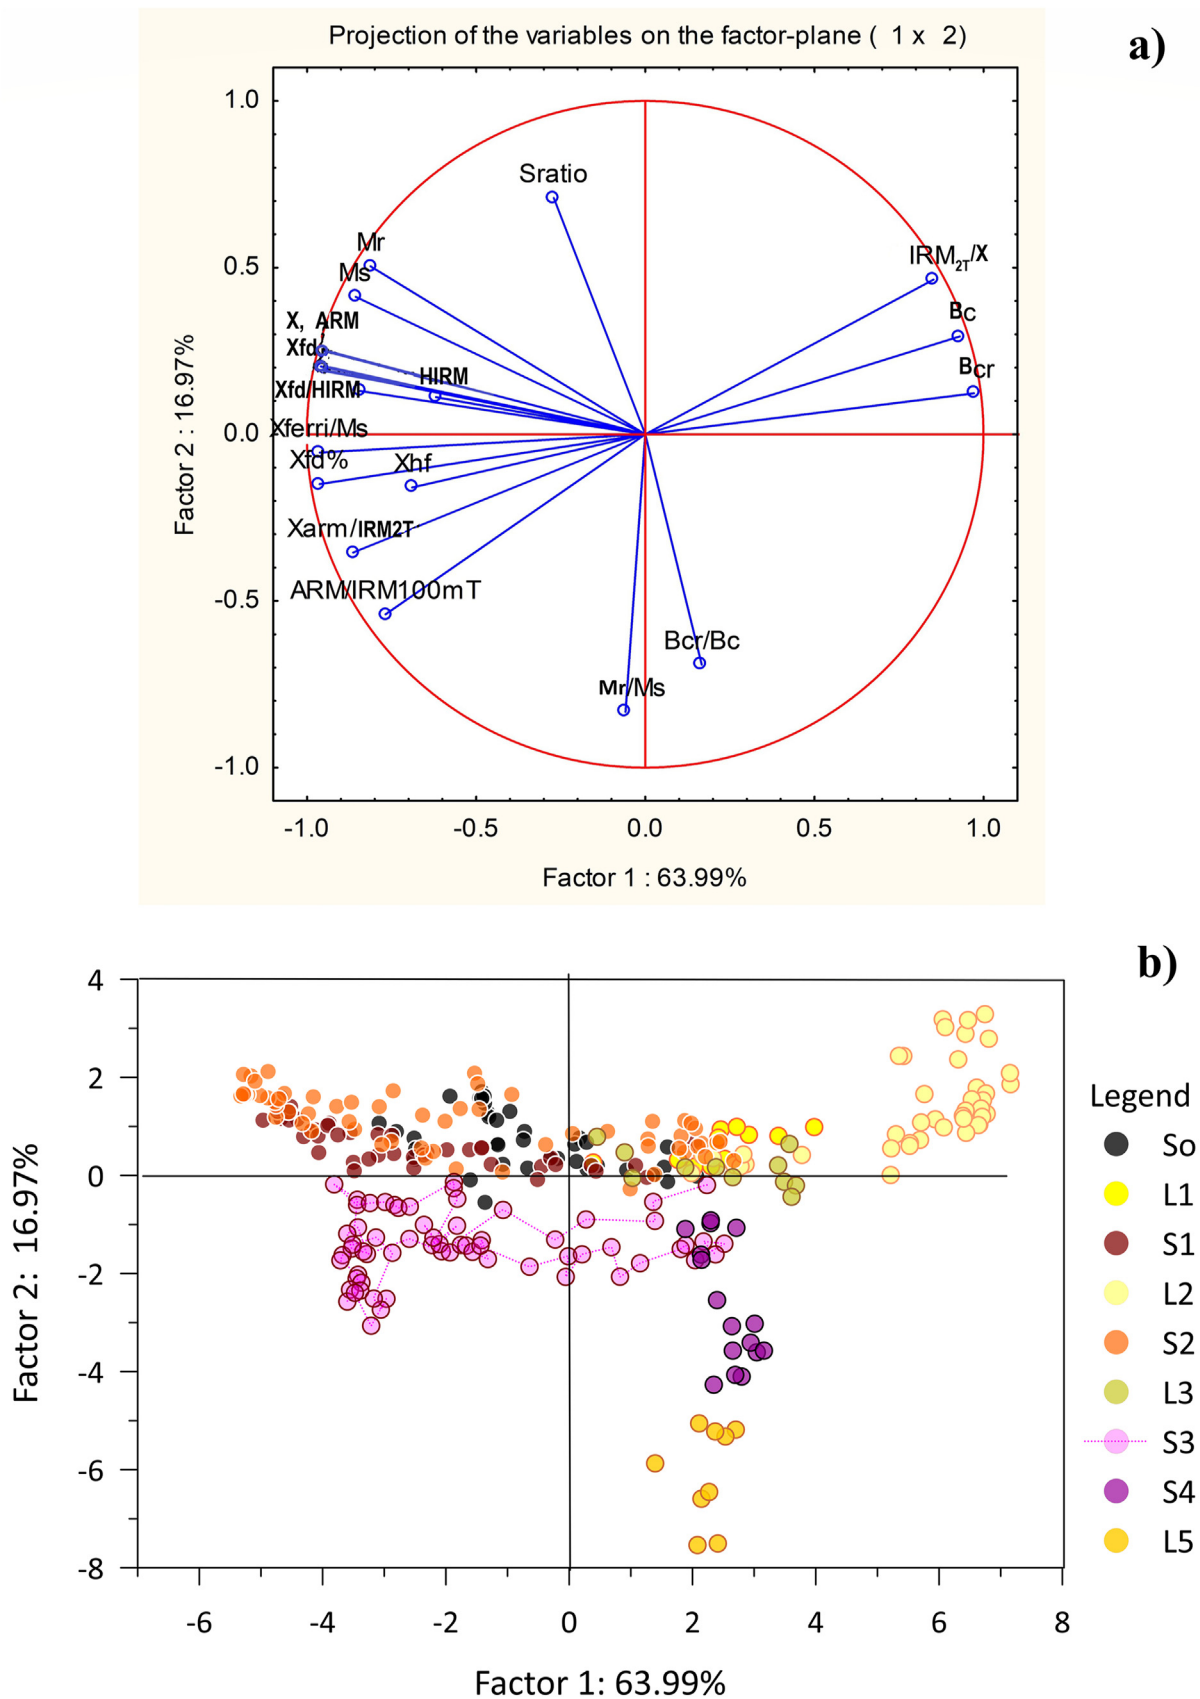 Projection of the variables on the factor-plane ( 1 x 2)
a)
1.0
0.5
0.0
-0.5
-1.0
Factor 2 : 16.97%
Sratio
Mr
Ms
X, ARM
Xfd
Xfd/HIRM
HIRM
Xferri/Ms
Xfd%
Xhf
Xarm/IRM2T
ARM/IRM100mT
IRM2T/X
Bc
Bcr
Bcr/Bc
Mr/Ms
-1.0 -0.5 0.0 0.5 1.0
Factor 1 : 63.99%
b)
4
2
0
-2
-4
-6
-8
Factor 2: 16.97%
-6 -4 -2 0 2 4 6 8
Factor 1: 63.99%
Legend
So
L1
S1
L2
S2
L3
S3
S4
L5